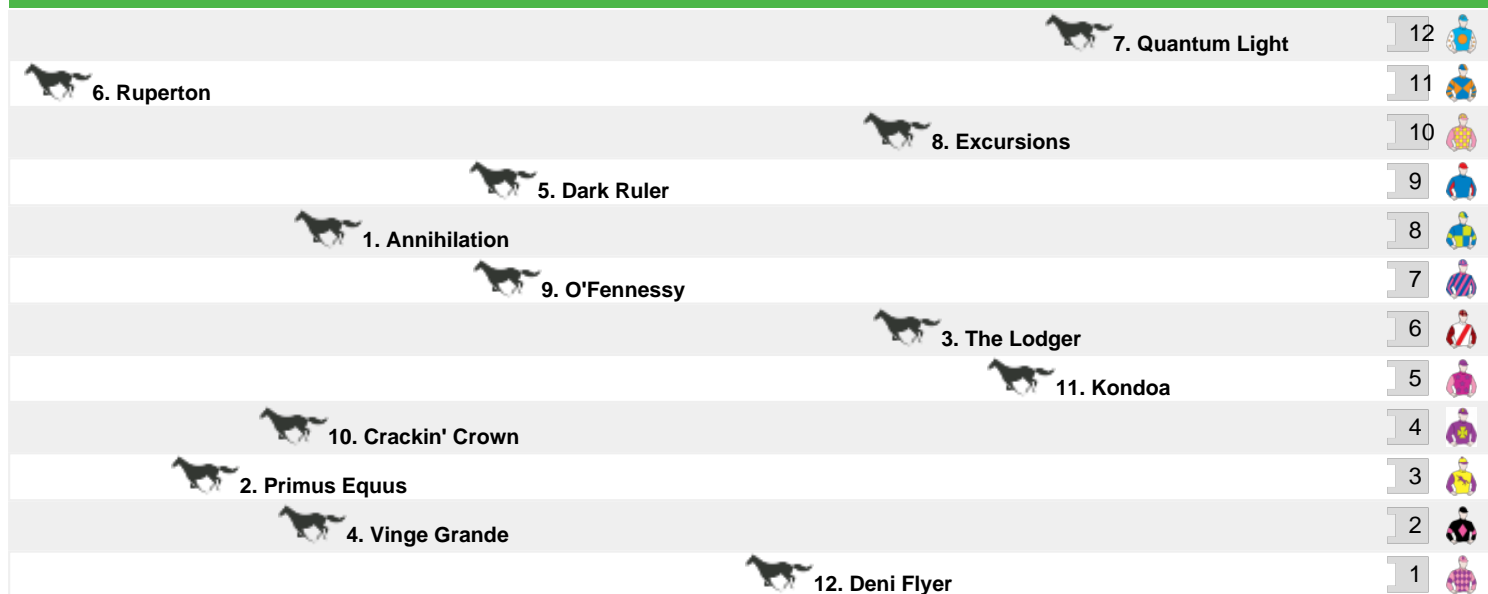 7. Quantum Light 12
6. Ruperton 11
8. Excursions 10
5. Dark Ruler 9
1. Annihilation 8
9. O'Fennessy 7
3. The Lodger 6
11. Kondoa 5
10. Crackin' Crown 4
2. Primus Equus 3
4. Vinge Grande 2
12. Deni Flyer 1